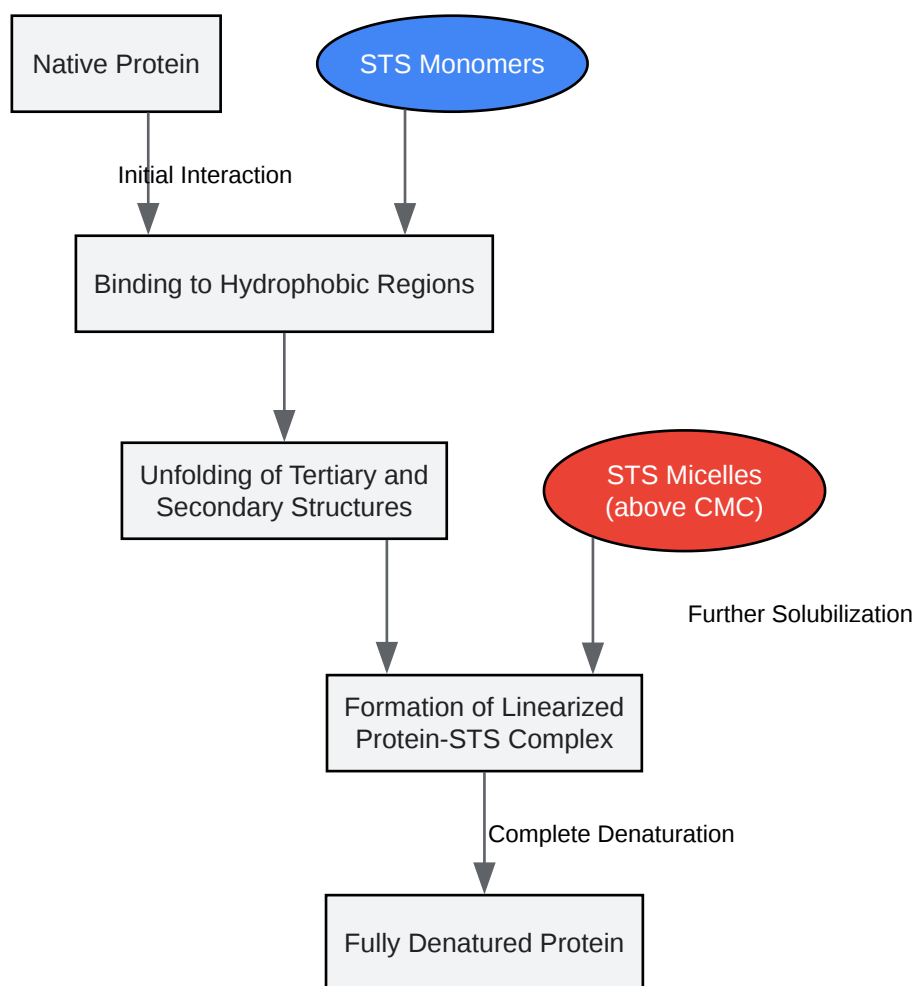 Native Protein
STS Monomers
Initial Interaction
Binding to Hydrophobic Regions
Unfolding of Tertiary and
Secondary Structures
STS Micelles
(above CMC)
Further Solubilization
Formation of Linearized
Protein-STS Complex
Complete Denaturation
Fully Denatured Protein